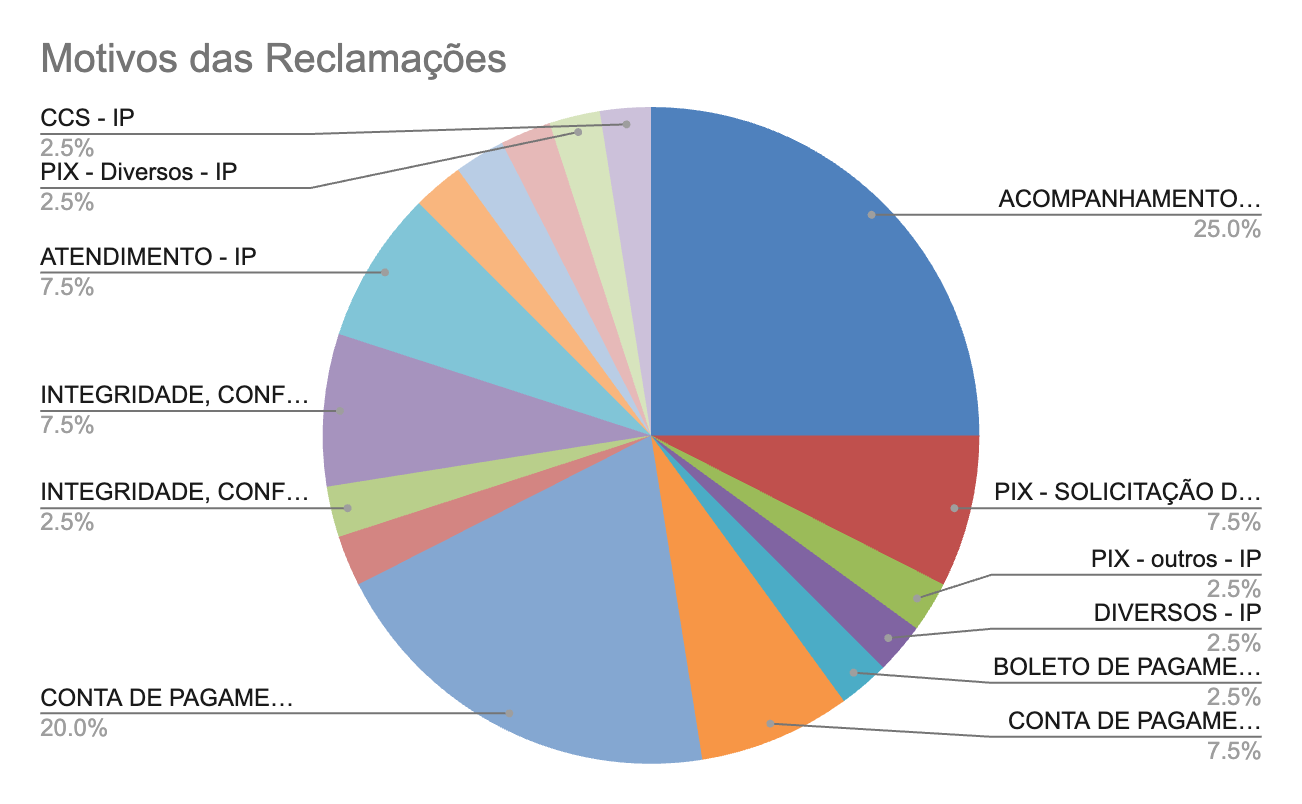 Motivos das Reclamações
CCS - IP
2.5%
PIX - Diversos - IP
2.5%
ATENDIMENTO - IP
7.5%
INTEGRIDADE, CONF…
7.5%
INTEGRIDADE, CONF…
2.5%
CONTA DE PAGAME…
20.0%
ACOMPANHAMENTO…
25.0%
PIX - SOLICITAÇÃO D…
7.5%
PIX - outros - IP
2.5%
DIVERSOS - IP
2.5%
BOLETO DE PAGAME…
2.5%
CONTA DE PAGAME…
7.5%